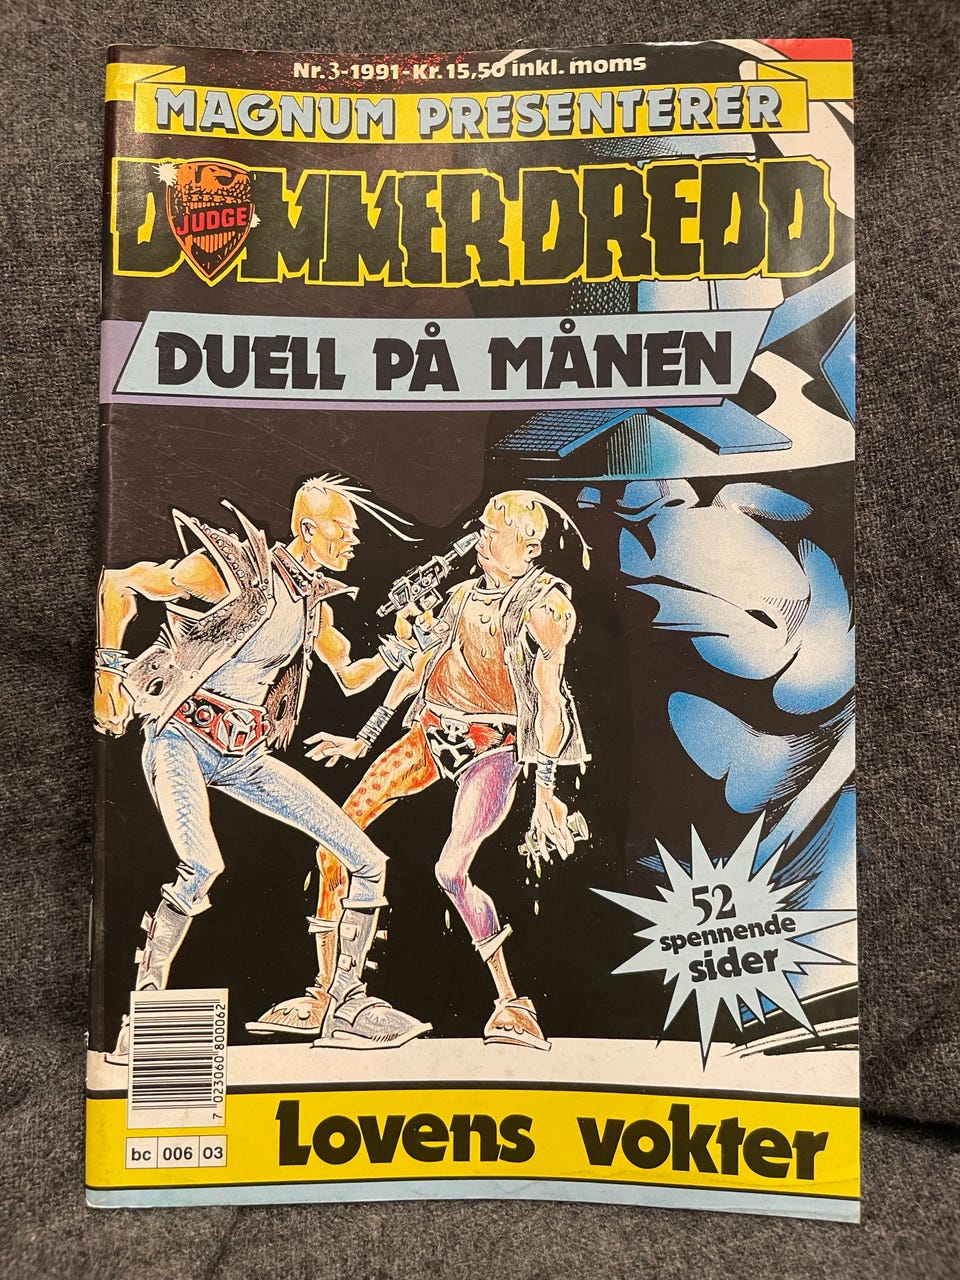 Nr. 3-1991-Kr. 15,50 inkl. moms
MAGNUM PRESENTERER
DOMMER DREDD
JUDGE
DUELL PÅ MÅNEN
52
spennende
sider
7 023060 800062
bc 006 03
Lovens vokter